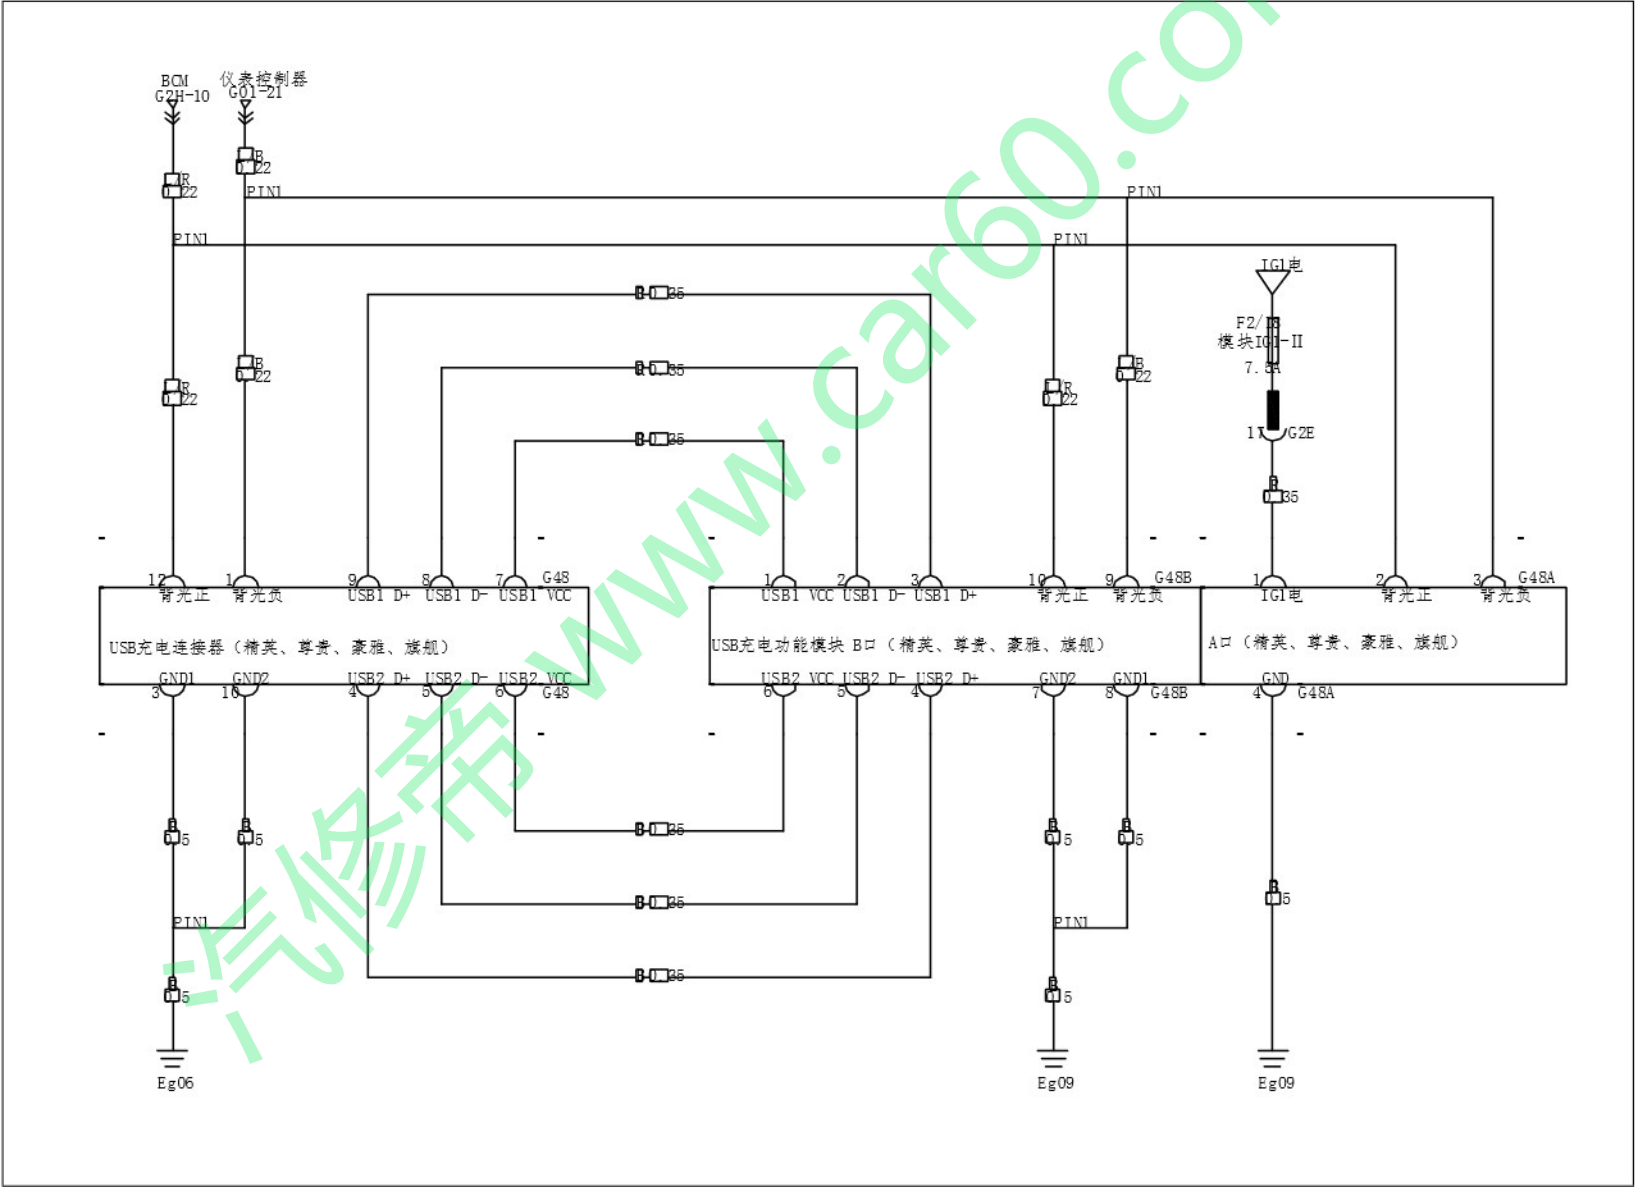 BCM
G2H-10
仪表控制器
G01-21
B
22
R
22
PIN1
PIN1
PIN1
PIN1
IG1电
35
F2/18
模块IG1-II
7.5A
35
35
B
22
R
22
B
22
R
22
17 G2E
35
12 1 9 8 7 G48
背光正 背光负 USB1 D+ USB1 D- USB1 VCC
USB充电连接器（精英、尊贵、豪雅、旗舰）
GND1 GND2 USB2 D+ USB2 D- USB2 VCC
3 10 4 5 6 G48
1 2 3 10 9 G48B
USB1 VCC USB1 D- USB1 D+ 背光正 背光负
USB充电功能模块 B口（精英、尊贵、豪雅、旗舰）
USB2 VCC USB2 D- USB2 D+ GND2 GND1
6 5 4 7 8 G48B
1 2 3 G48A
IG1电 背光正 背光负
A口（精英、尊贵、豪雅、旗舰）
GND
4 G48A
35
5
5
5
5
35
35
5
PIN1
PIN1
5
5
Eg06
Eg09
Eg09
汽修帝 www.car60.com